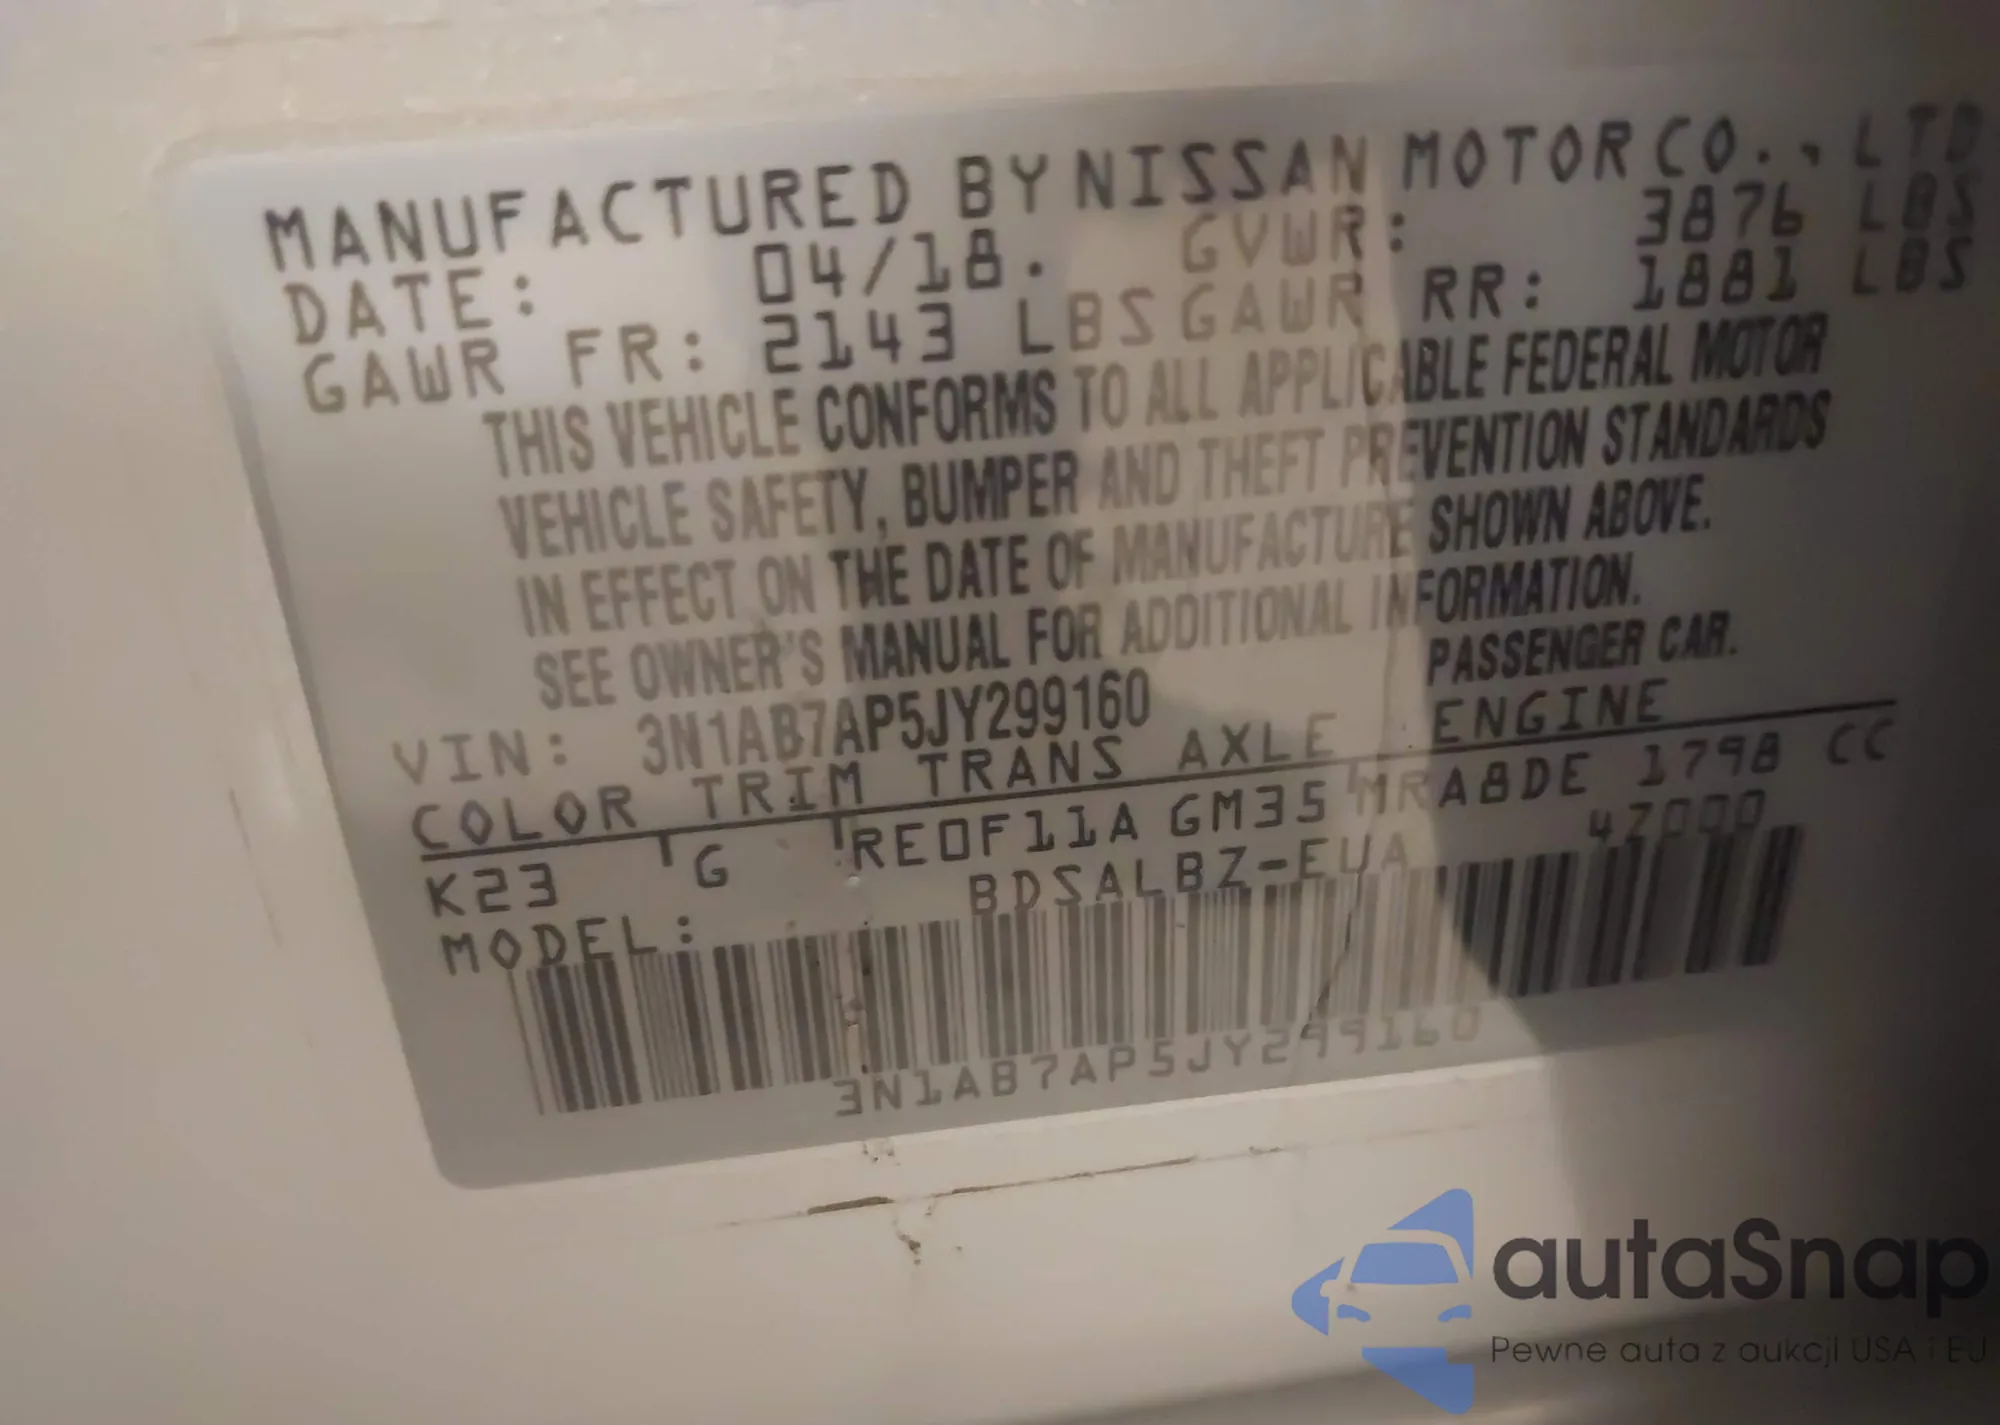 MANUFACTURED BY NISSAN MOTOR CO., LTD
DATE: 04/18. GVWR: 3876 LBS
GAWR FR: 2143 LBS GAWR RR: 1881 LBS
THIS VEHICLE CONFORMS TO ALL APPLICABLE FEDERAL MOTOR
VEHICLE SAFETY, BUMPER AND THEFT PREVENTION STANDARDS
IN EFFECT ON THE DATE OF MANUFACTURE SHOWN ABOVE.
SEE OWNER'S MANUAL FOR ADDITIONAL INFORMATION.
PASSENGER CAR.
VIN: 3N1AB7AP5JY299160
COLOR TRIM TRANS AXLE ENGINE
K23 G RE0F11A GM35 MRA8DE 1798 CC
MODEL: BDSALBZ-EUA 4Z000
3N1AB7AP5JY299160
autaSnap
Pewne auta z aukcji USA i EU